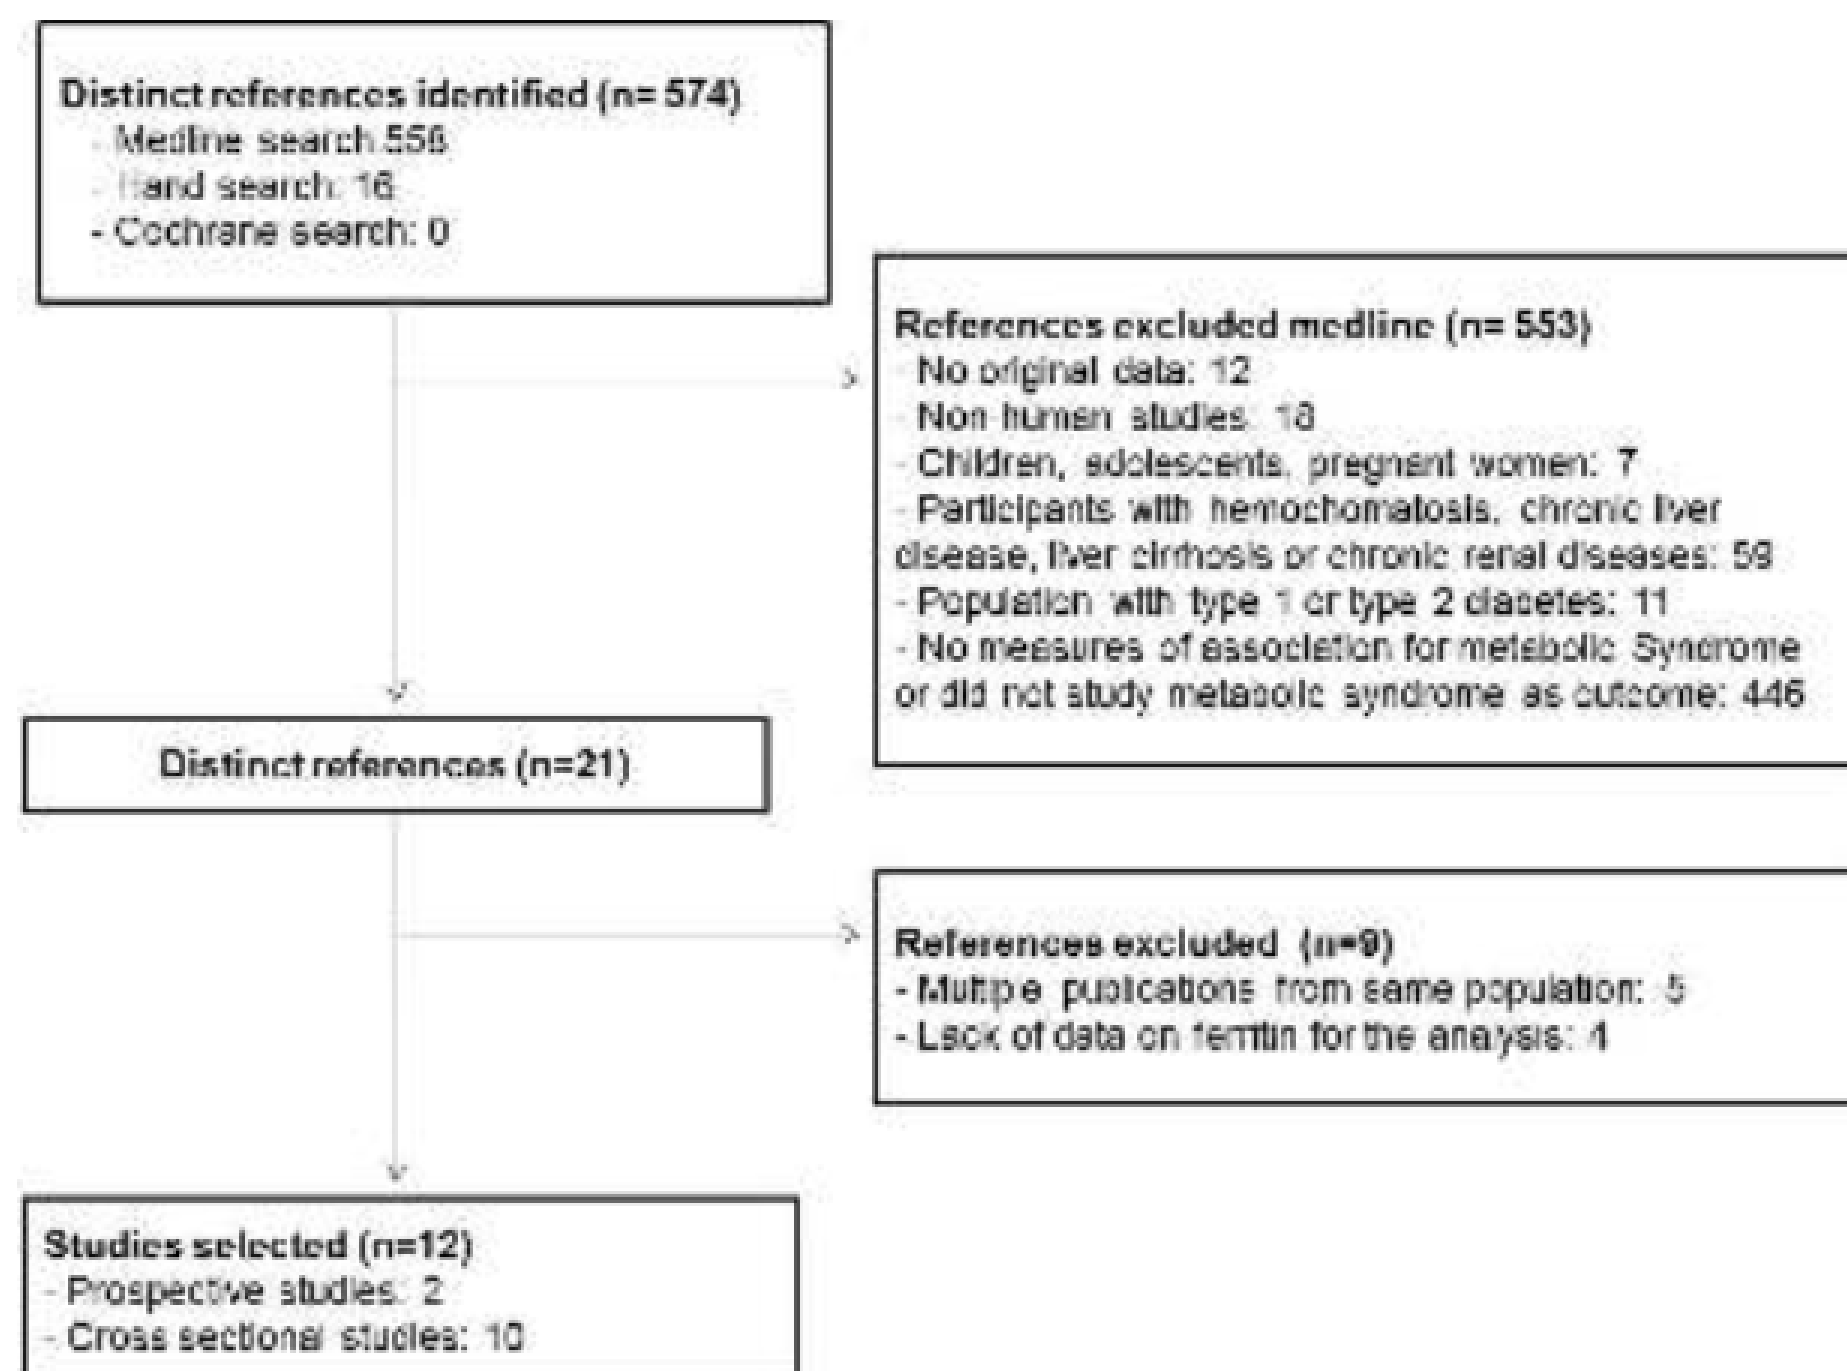 Distinct references identified (n= 574)
- Medline search 558
- Hand search: 16
- Cochrane search: 0
References excluded medline (n= 553)
- No original data: 12
- Non human studies: 18
- Children, adolescents, pregnant women: 7
- Participants with hemochomatosis, chronic liver
disease, liver cirrhosis or chronic renal diseases: 59
- Population with type 1 or type 2 diabetes: 11
- No measures of association for metabolic Syndrome
or did not study metabolic syndrome as outcome: 446
Distinct references (n=21)
References excluded (n=9)
- Multiple publications from same population: 5
- Lack of data on ferritin for the analysis: 4
Studies selected (n=12)
- Prospective studies: 2
- Cross sectional studies: 10